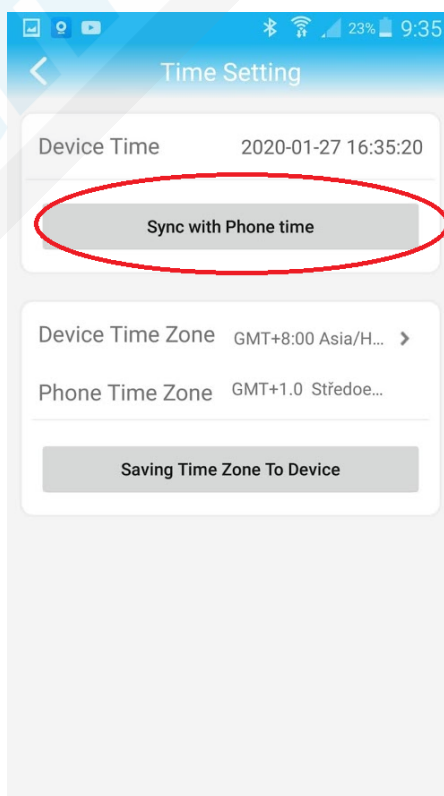 23% 9:35
Time Setting
Device Time 2020-01-27 16:35:20
Sync with Phone time
Device Time Zone GMT+8:00 Asia/H...
Phone Time Zone GMT+1.0 Středoe...
Saving Time Zone To Device